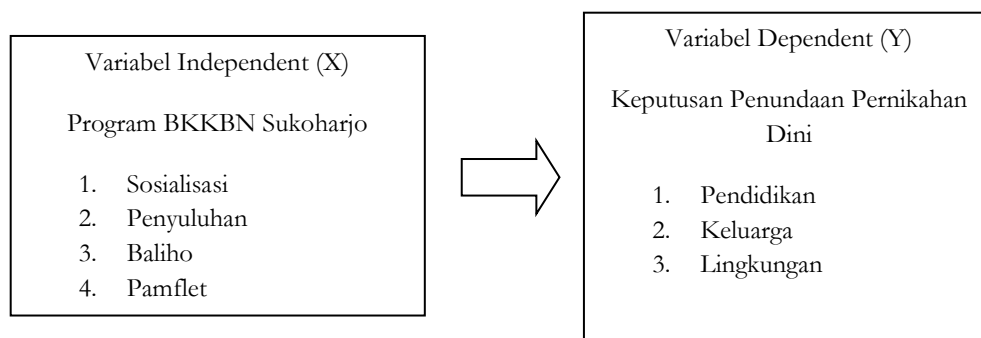 Variabel Independent (X)
Program BKKBN Sukoharjo
1. Sosialisasi
2. Penyuluhan
3. Baliho
4. Pamflet
Variabel Dependent (Y)
Keputusan Penundaan Pernikahan
Dini
1. Pendidikan
2. Keluarga
3. Lingkungan